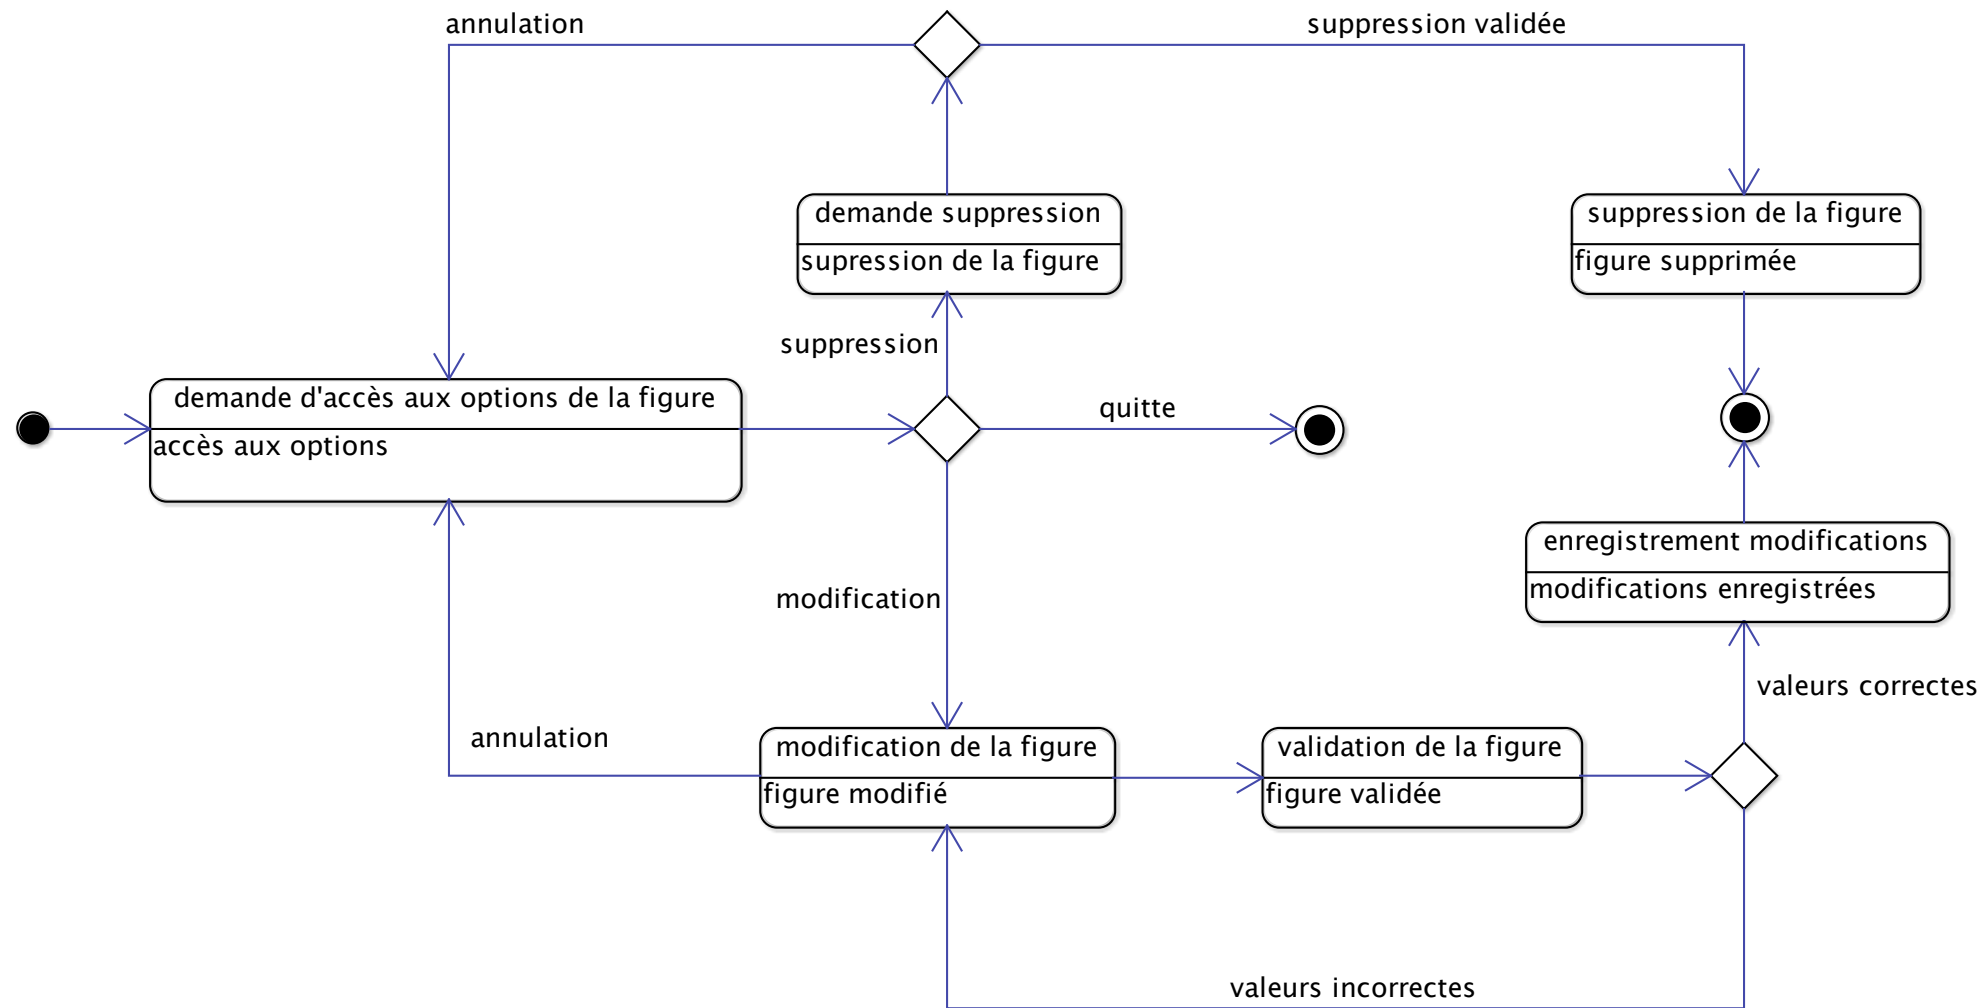 annulation
suppression validée
demande suppression
supression de la figure
suppression de la figure
figure supprimée
suppression
demande d'accès aux options de la figure
accès aux options
quitte
enregistrement modifications
modifications enregistrées
modification
valeurs correctes
annulation
modification de la figure
figure modifié
validation de la figure
figure validée
valeurs incorrectes